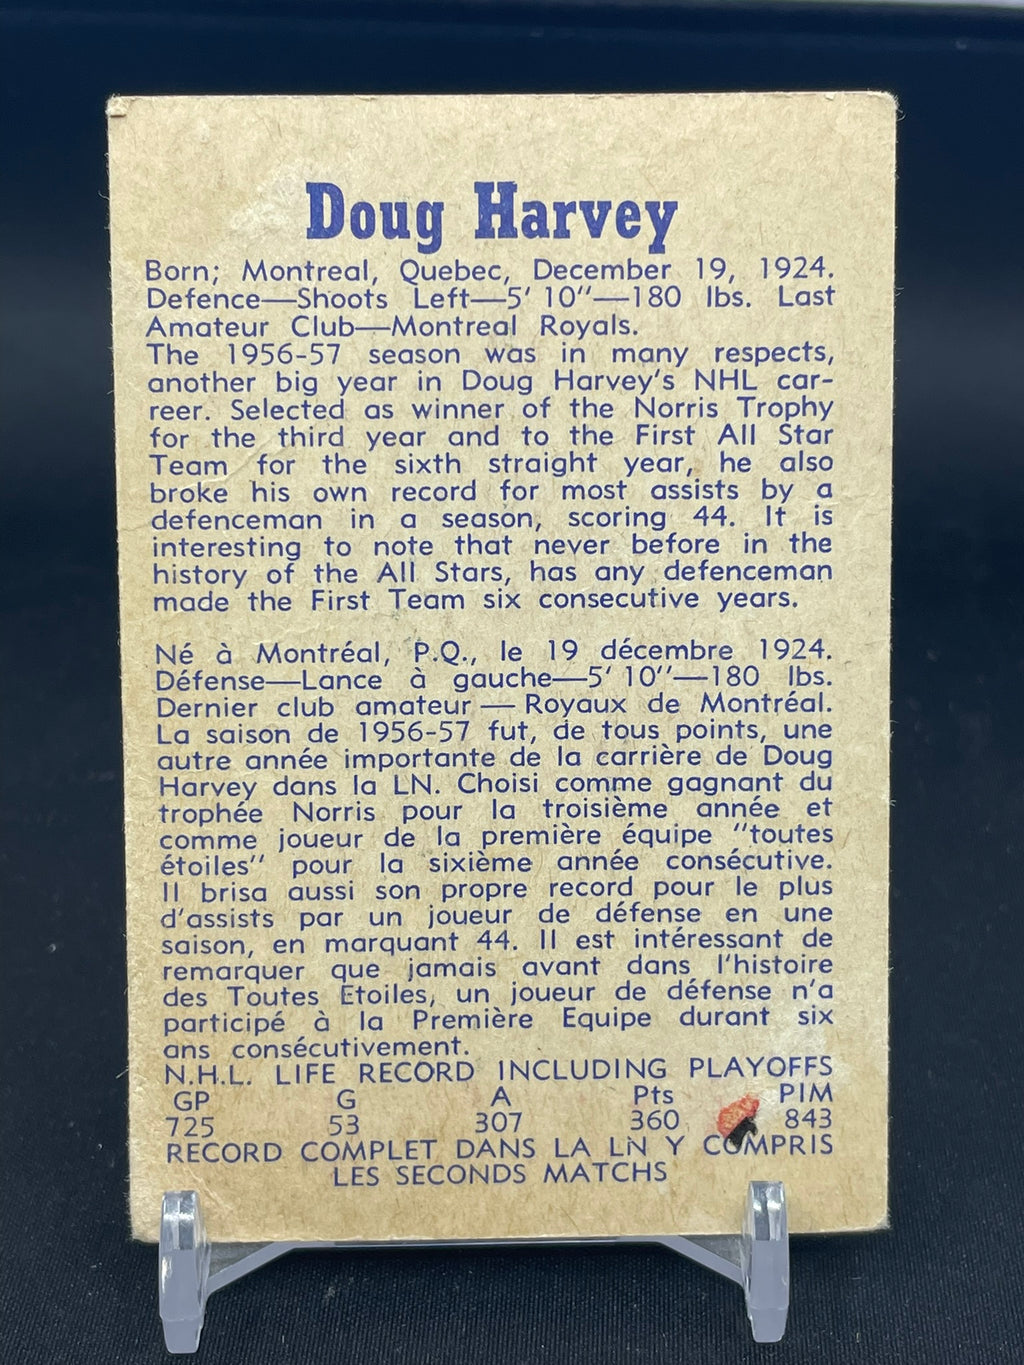 Doug Harvey
Born; Montreal, Quebec, December 19, 1924.
Defence—Shoots Left—5' 10"—180 lbs. Last
Amateur Club—Montreal Royals.
The 1956-57 season was in many respects,
another big year in Doug Harvey's NHL car-
reer. Selected as winner of the Norris Trophy
for the third year and to the First All Star
Team for the sixth straight year, he also
broke his own record for most assists by a
defenceman in a season, scoring 44. It is
interesting to note that never before in the
history of the All Stars, has any defenceman
made the First Team six consecutive years.
Né à Montréal, P.Q., le 19 décembre 1924.
Défense—Lance à gauche—5' 10"—180 lbs.
Dernier club amateur — Royaux de Montréal.
La saison de 1956-57 fut, de tous points, une
autre année importante de la carrière de Doug
Harvey dans la LN. Choisi comme gagnant du
trophée Norris pour la troisième année et
comme joueur de la première équipe "toutes
étoiles" pour la sixième année consécutive.
Il brisa aussi son propre record pour le plus
d'assists par un joueur de défense en une
saison, en marquant 44. Il est intéressant de
remarquer que jamais avant dans l'histoire
des Toutes Etoiles, un joueur de défense n'a
participé à la Première Equipe durant six
ans consécutivement.
N.H.L. LIFE RECORD INCLUDING PLAYOFFS
GP G A Pts PIM
725 53 307 360 843
RECORD COMPLET DANS LA LN Y COMPRIS
LES SECONDS MATCHS